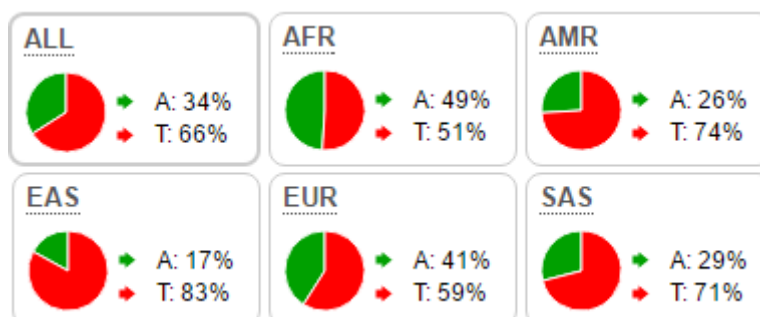 ALL
A: 34%
T: 66%
AFR
A: 49%
T: 51%
AMR
A: 26%
T: 74%
EAS
A: 17%
T: 83%
EUR
A: 41%
T: 59%
SAS
A: 29%
T: 71%